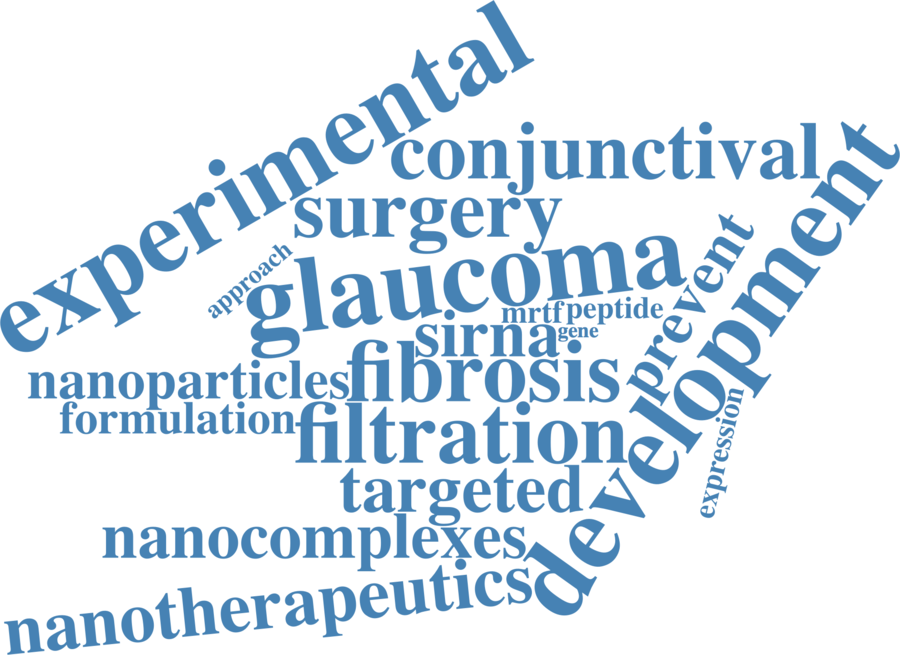 experimental
conjunctival
surgery
approach
glaucoma
prevent
development
mrtf
peptide
sirna
gene
nanoparticles
fibrosis
formulation
filtration
expression
targeted
nanocomplexes
nanotherapeutics